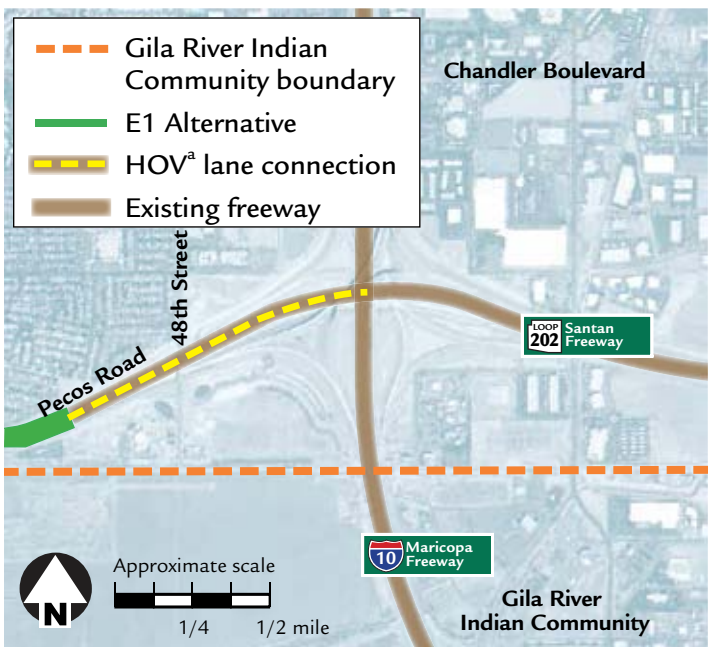 Gila River Indian
Community boundary
E1 Alternative
HOVa lane connection
Existing freeway
Chandler Boulevard
48th Street
Pecos Road
LOOP
202
Santan
Freeway
10
Maricopa
Freeway
N
Approximate scale
1/4 1/2 mile
Gila River
Indian Community